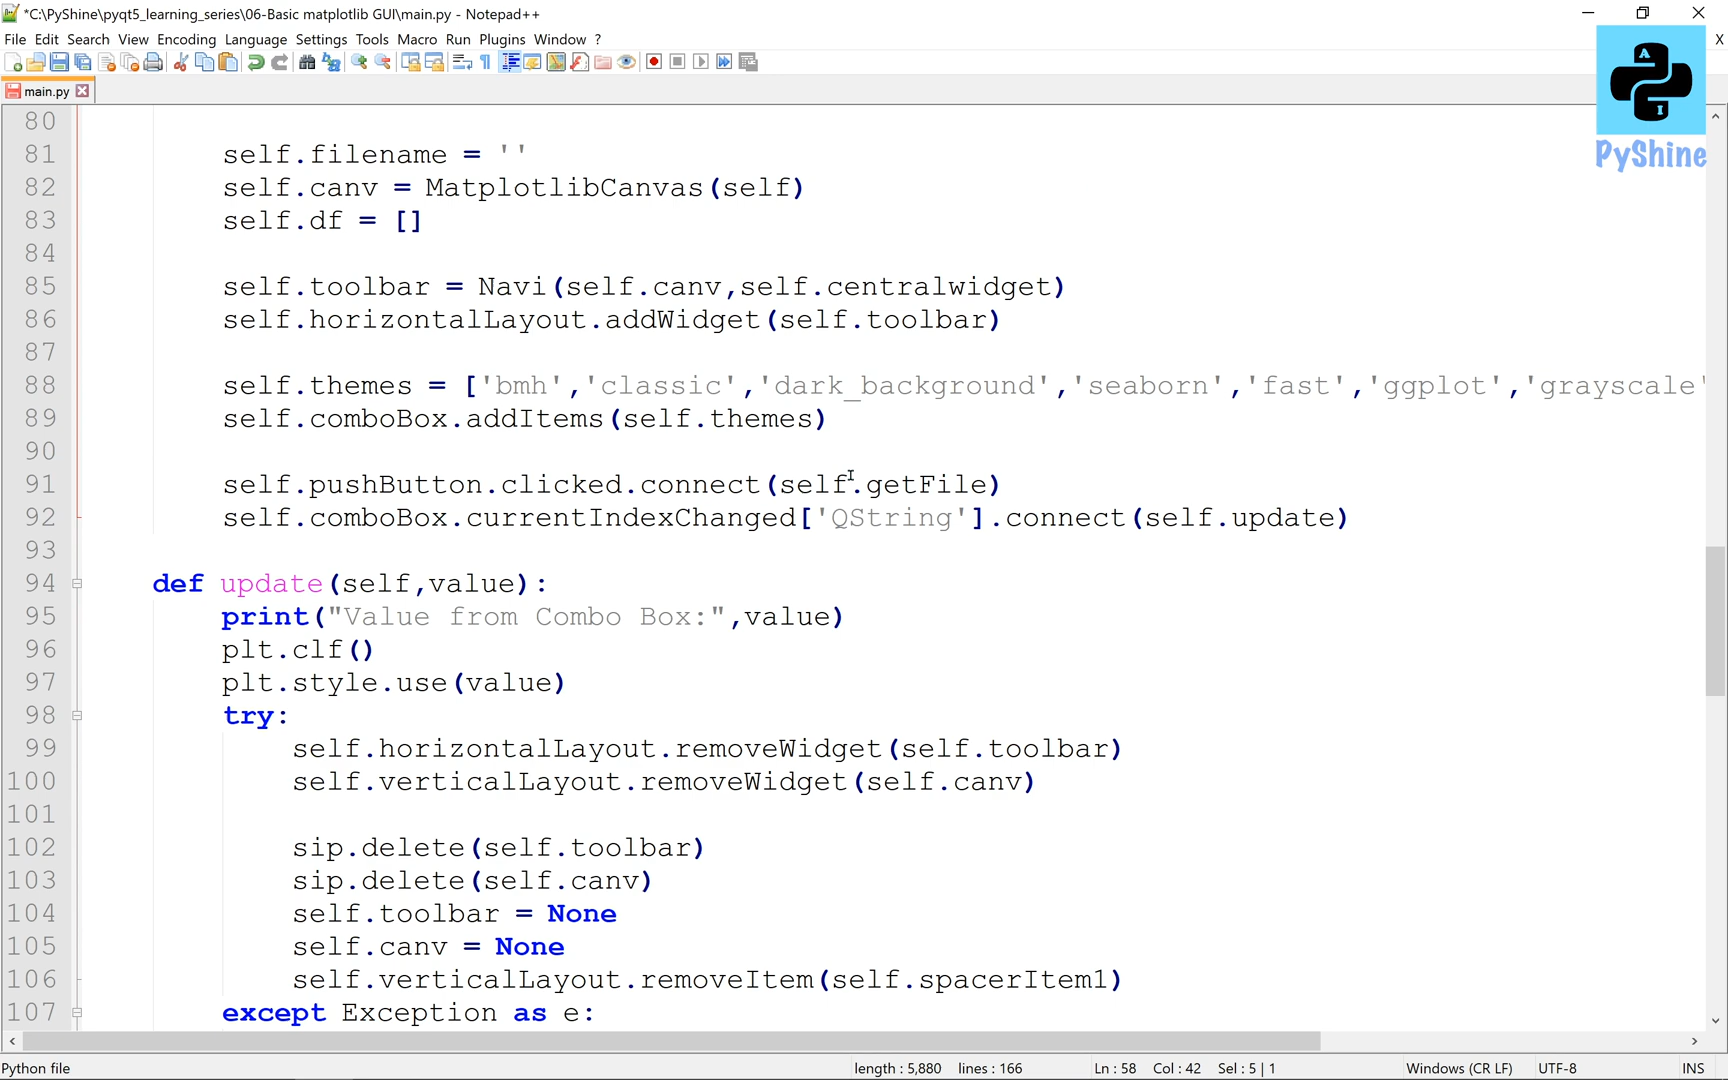 *C:\PyShine\pyqt5_learning_series\06-Basic matplotlib GUI\main.py - Notepad++
File Edit Search View Encoding Language Settings Tools Macro Run Plugins Window ? X
main.py
A
I
PyShine
80
81 self.filename = ''
82 self.canv = MatplotlibCanvas(self)
83 self.df = []
84
85 self.toolbar = Navi(self.canv,self.centralwidget)
86 self.horizontalLayout.addWidget(self.toolbar)
87
88 self.themes = ['bmh','classic','dark_background','seaborn','fast','ggplot','grayscale'
89 self.comboBox.addItems(self.themes)
90
91 self.pushButton.clicked.connect(self.getFile)
92 self.comboBox.currentIndexChanged['QString'].connect(self.update)
93
94 def update(self,value):
95 print("Value from Combo Box:",value)
96 plt.clf()
97 plt.style.use(value)
98 try:
99 self.horizontalLayout.removeWidget(self.toolbar)
100 self.verticalLayout.removeWidget(self.canv)
101
102 sip.delete(self.toolbar)
103 sip.delete(self.canv)
104 self.toolbar = None
105 self.canv = None
106 self.verticalLayout.removeItem(self.spacerItem1)
107 except Exception as e:
Python file length : 5,880 lines : 166 Ln : 58 Col : 42 Sel : 5 | 1 Windows (CR LF) UTF-8 INS